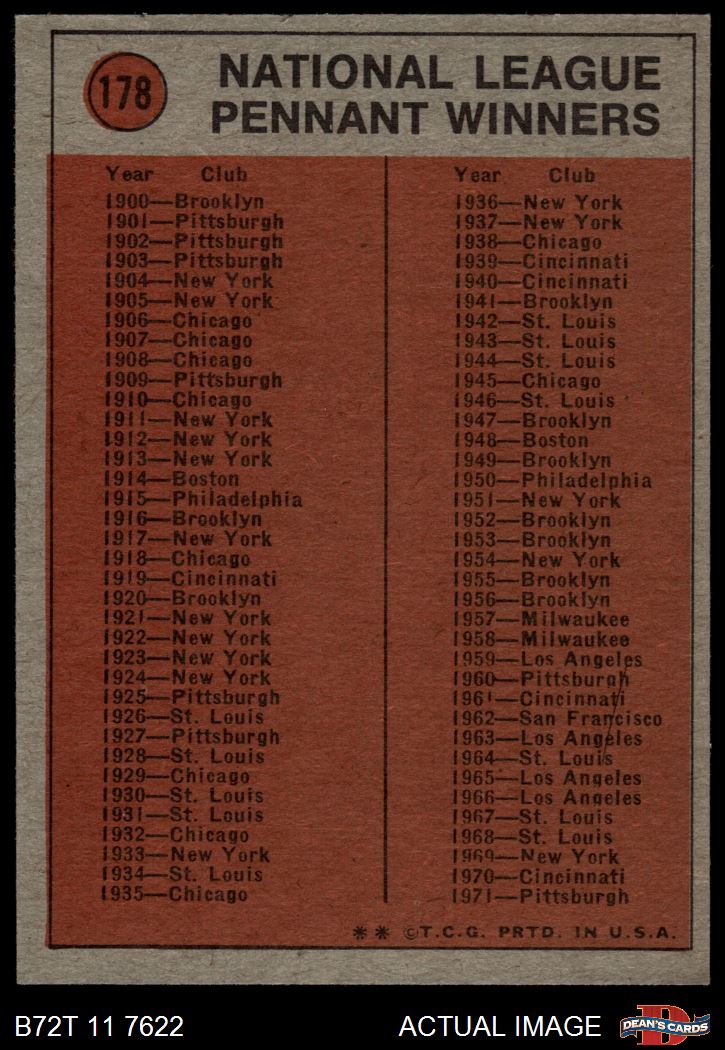 178
NATIONAL LEAGUE
PENNANT WINNERS
Year Club
1900—Brooklyn
1901—Pittsburgh
1902—Pittsburgh
1903—Pittsburgh
1904—New York
1905—New York
1906—Chicago
1907—Chicago
1908—Chicago
1909—Pittsburgh
1910—Chicago
1911—New York
1912—New York
1913—New York
1914—Boston
1915—Philadelphia
1916—Brooklyn
1917—New York
1918—Chicago
1919—Cincinnati
1920—Brooklyn
1921—New York
1922—New York
1923—New York
1924—New York
1925—Pittsburgh
1926—St. Louis
1927—Pittsburgh
1928—St. Louis
1929—Chicago
1930—St. Louis
1931—St. Louis
1932—Chicago
1933—New York
1934—St. Louis
1935—Chicago
Year Club
1936—New York
1937—New York
1938—Chicago
1939—Cincinnati
1940—Cincinnati
1941—Brooklyn
1942—St. Louis
1943—St. Louis
1944—St. Louis
1945—Chicago
1946—St. Louis
1947—Brooklyn
1948—Boston
1949—Brooklyn
1950—Philadelphia
1951—New York
1952—Brooklyn
1953—Brooklyn
1954—New York
1955—Brooklyn
1956—Brooklyn
1957—Milwaukee
1958—Milwaukee
1959—Los Angeles
1960—Pittsburgh
1961—Cincinnati
1962—San Francisco
1963—Los Angeles
1964—St. Louis
1965—Los Angeles
1966—Los Angeles
1967—St. Louis
1968—St. Louis
1969—New York
1970—Cincinnati
1971—Pittsburgh
** ©T.C.G. PRTD. IN U.S.A.
B72T 11 7622 ACTUAL IMAGE
D
DEAN'S CARDS